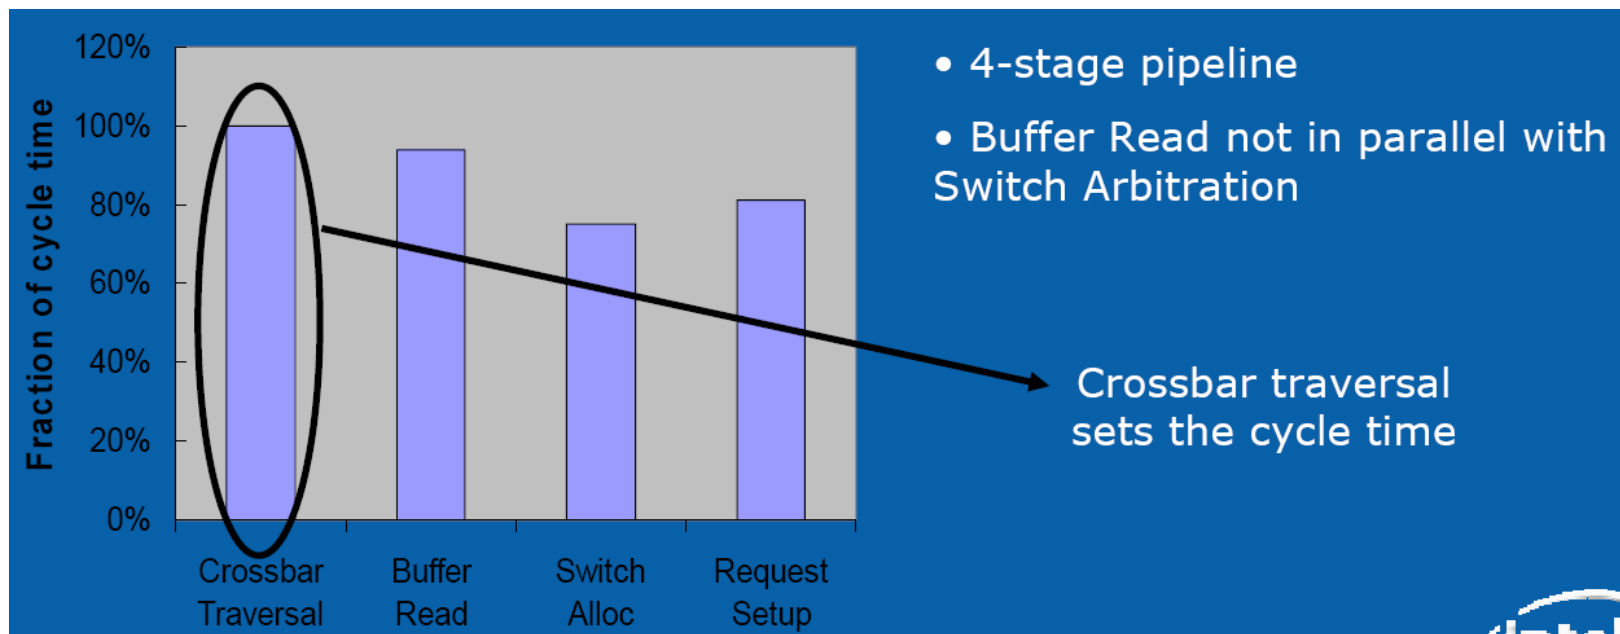 120%
100%
80%
60%
40%
20%
0%
Fraction of cycle time
Crossbar Traversal
Buffer Read
Switch Alloc
Request Setup
• 4-stage pipeline
• Buffer Read not in parallel with
Switch Arbitration
Crossbar traversal
sets the cycle time